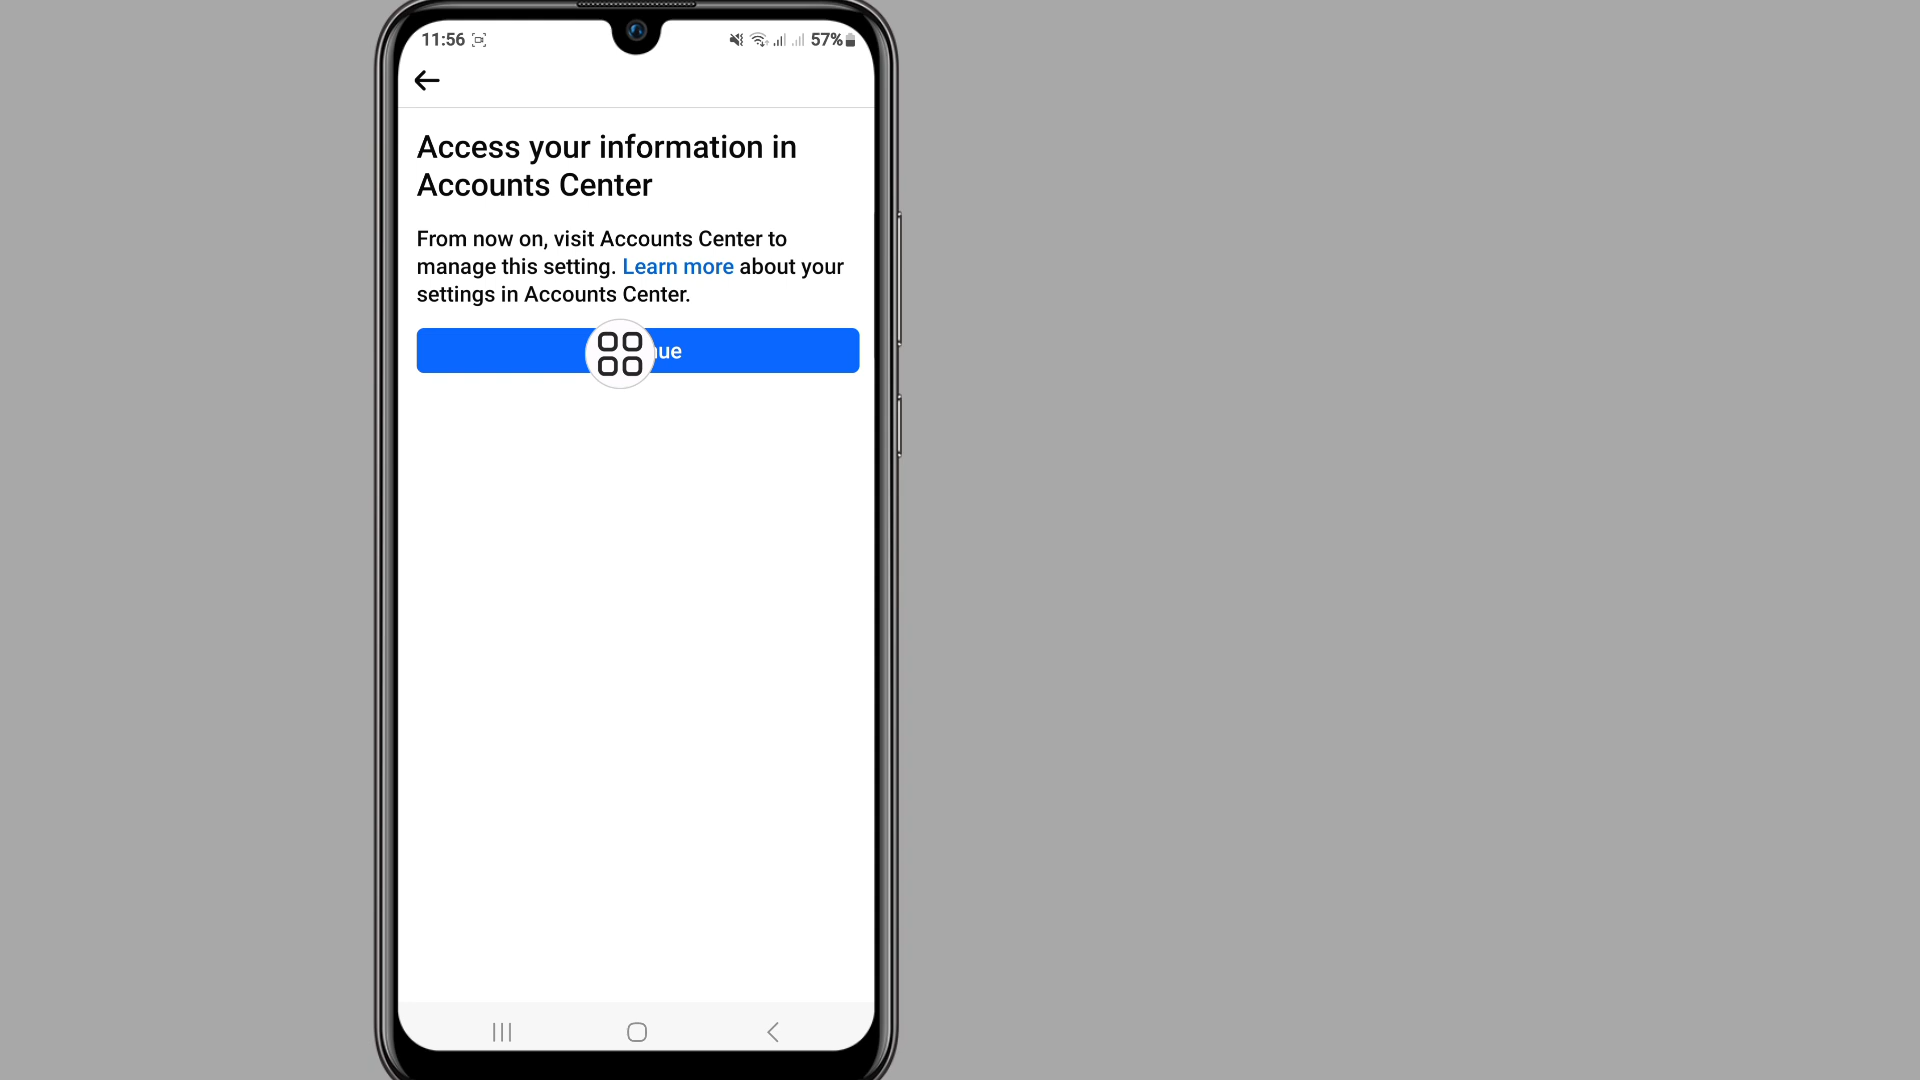 11:56
57%
Access your information in
Accounts Center
From now on, visit Accounts Center to
manage this setting. Learn more about your
settings in Accounts Center.